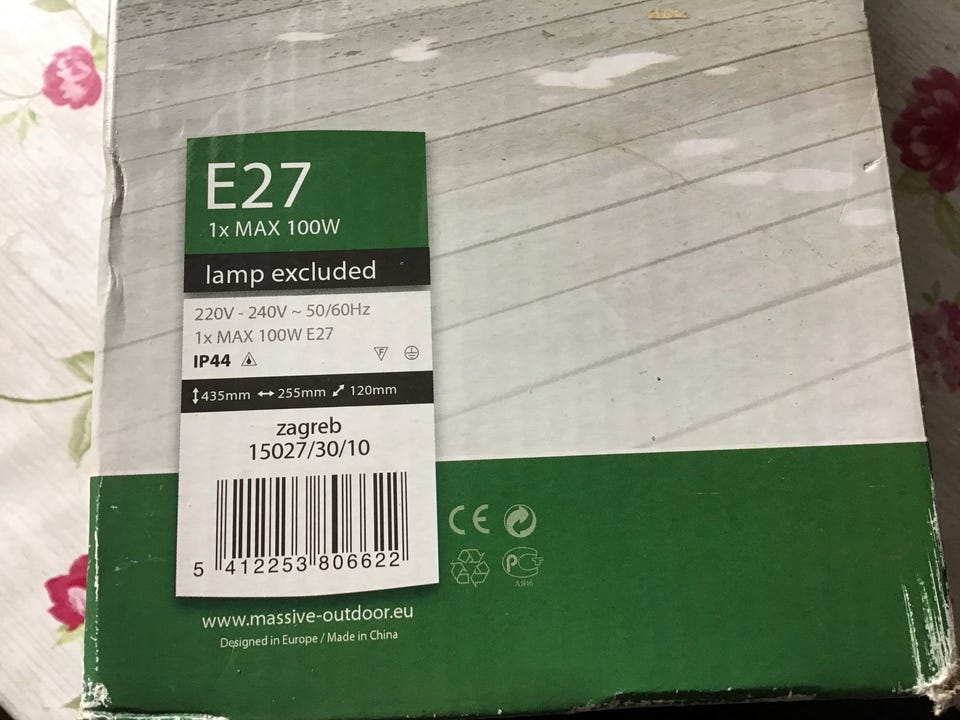 E27
1x MAX 100W
lamp excluded
220V - 240V ~ 50/60Hz
1x MAX 100W E27
IP44
F
435mm 255mm 120mm
zagreb
15027/30/10
5 412253 806622
CE
PC
www.massive-outdoor.eu
Designed in Europe / Made in China